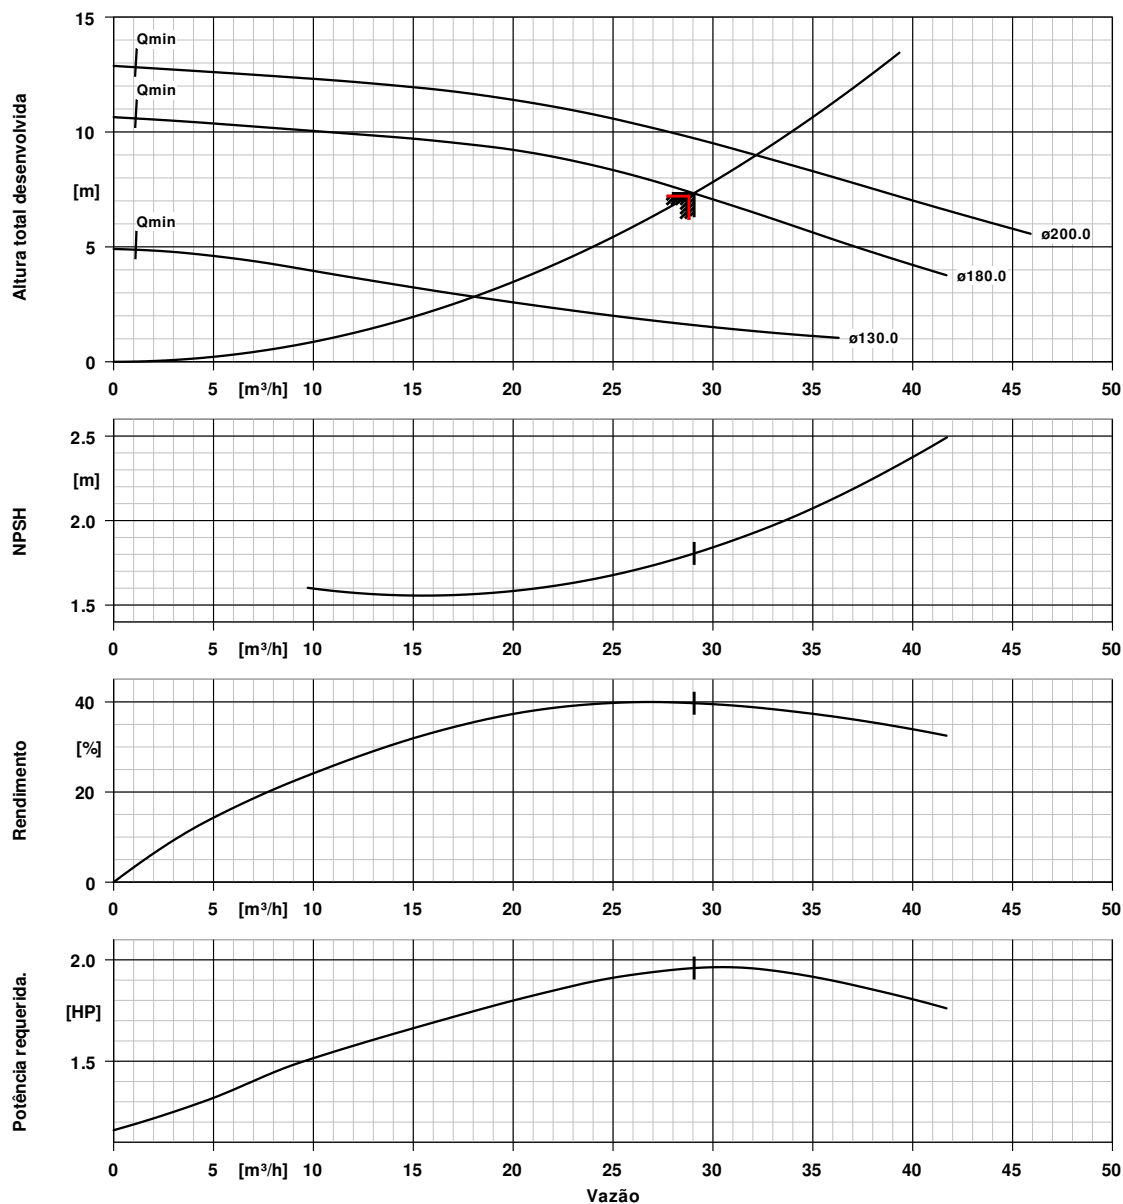 15
Qmin
Qmin
10
[m]
Qmin
5
ø200.0
ø180.0
ø130.0
0
Altura total desenvolvida
0 5 [m³/h] 10 15 20 25 30 35 40 45 50
2.5
[m]
2.0
1.5
NPSH
0 5 [m³/h] 10 15 20 25 30 35 40 45 50
40
[%]
20
0
Rendimento
0 5 [m³/h] 10 15 20 25 30 35 40 45 50
2.0
[HP]
1.5
Potência requerida.
0 5 [m³/h] 10 15 20 25 30 35 40 45 50
Vazão